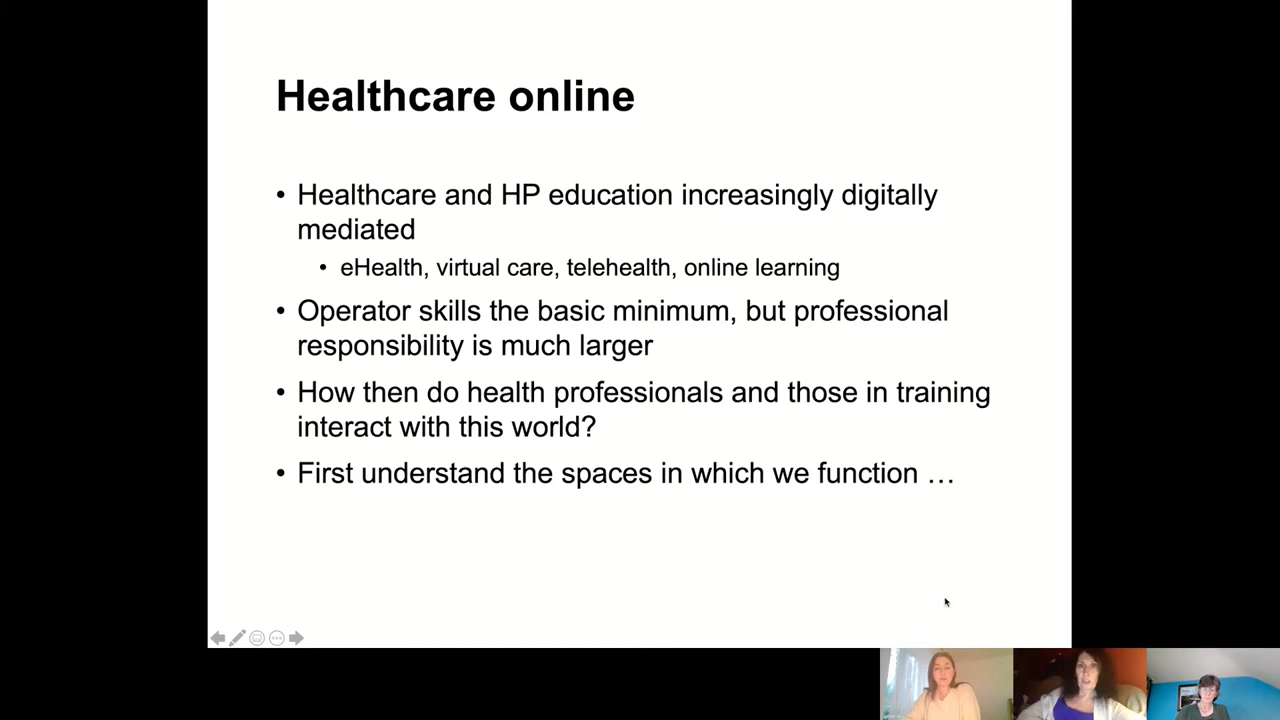 Healthcare online
• Healthcare and HP education increasingly digitally
mediated
• eHealth, virtual care, telehealth, online learning
• Operator skills the basic minimum, but professional
responsibility is much larger
• How then do health professionals and those in training
interact with this world?
• First understand the spaces in which we function …